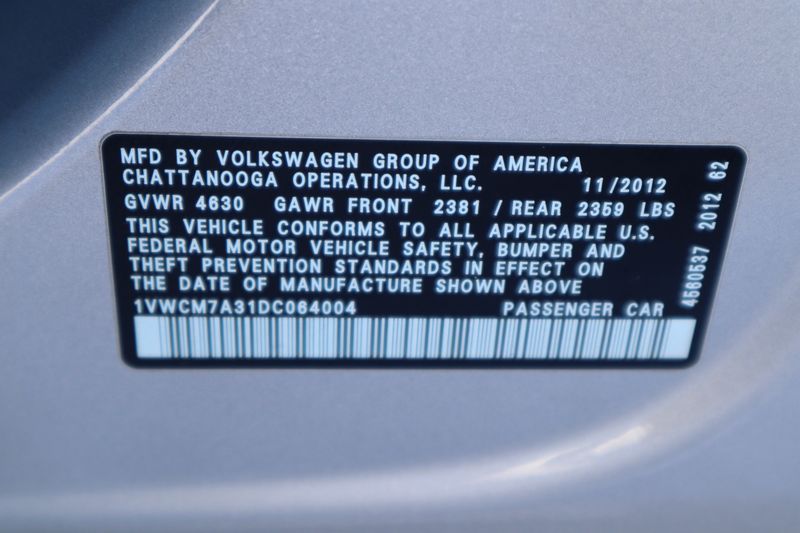 MFD BY VOLKSWAGEN GROUP OF AMERICA
CHATTANOOGA OPERATIONS, LLC. 11/2012
GVWR 4630 GAWR FRONT 2381 / REAR 2359 LBS
THIS VEHICLE CONFORMS TO ALL APPLICABLE U.S.
FEDERAL MOTOR VEHICLE SAFETY, BUMPER AND
THEFT PREVENTION STANDARDS IN EFFECT ON
THE DATE OF MANUFACTURE SHOWN ABOVE
1VWCM7A31DC064004 PASSENGER CAR
4560537 2012 62